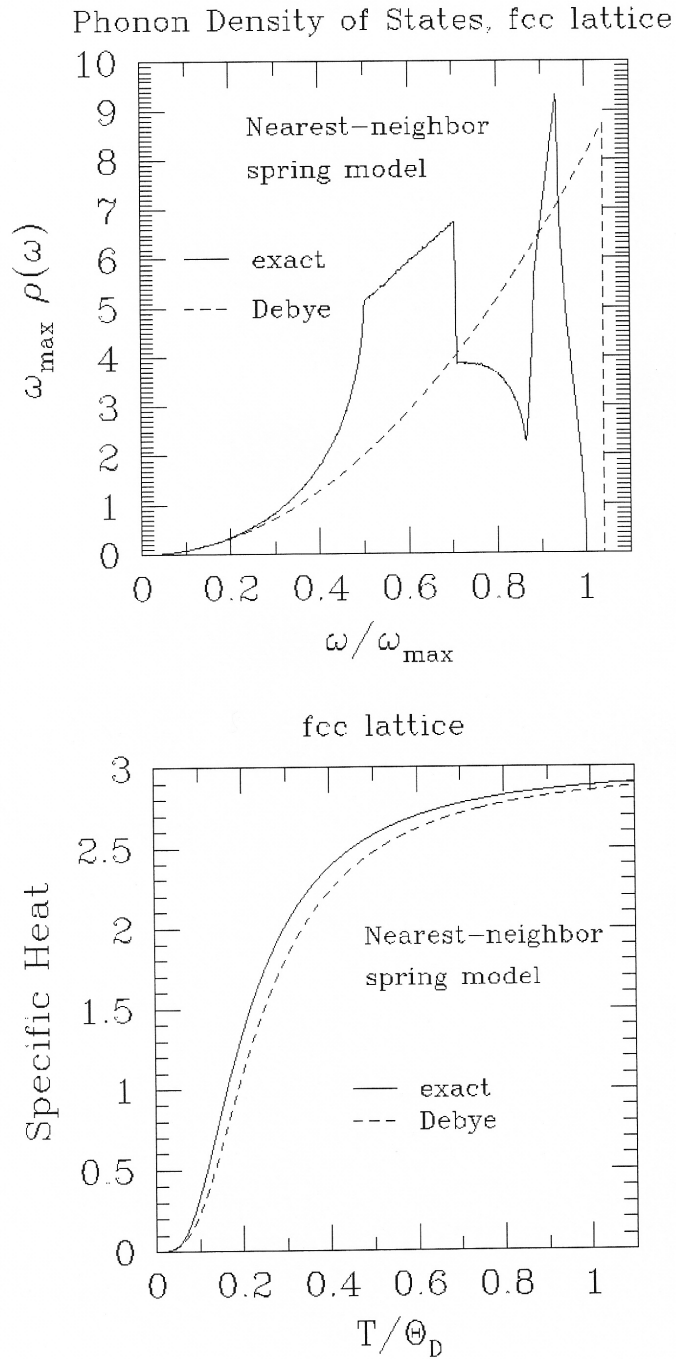 Phonon Density of States, fcc lattice
10
9
8
7
6
5
4
3
2
1
0
ω_max ρ(ω)
Nearest-neighbor
spring model
exact
Debye
0 0.2 0.4 0.6 0.8 1
ω/ω_max
fcc lattice
3
2.5
2
1.5
1
0.5
0
Specific Heat
Nearest-neighbor
spring model
exact
Debye
0 0.2 0.4 0.6 0.8 1
T/Θ_D